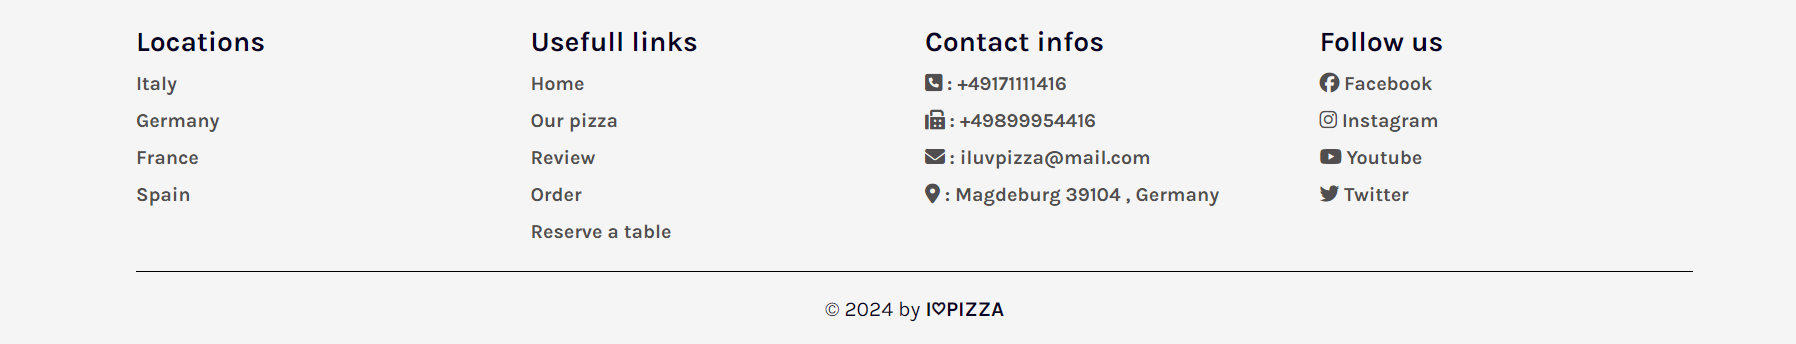 Locations
Italy
Germany
France
Spain
Usefull links
Home
Our pizza
Review
Order
Reserve a table
Contact infos
: +49171111416
: +49899954416
: iluvpizza@mail.com
: Magdeburg 39104 , Germany
Follow us
Facebook
Instagram
Youtube
Twitter
© 2024 by I♡PIZZA